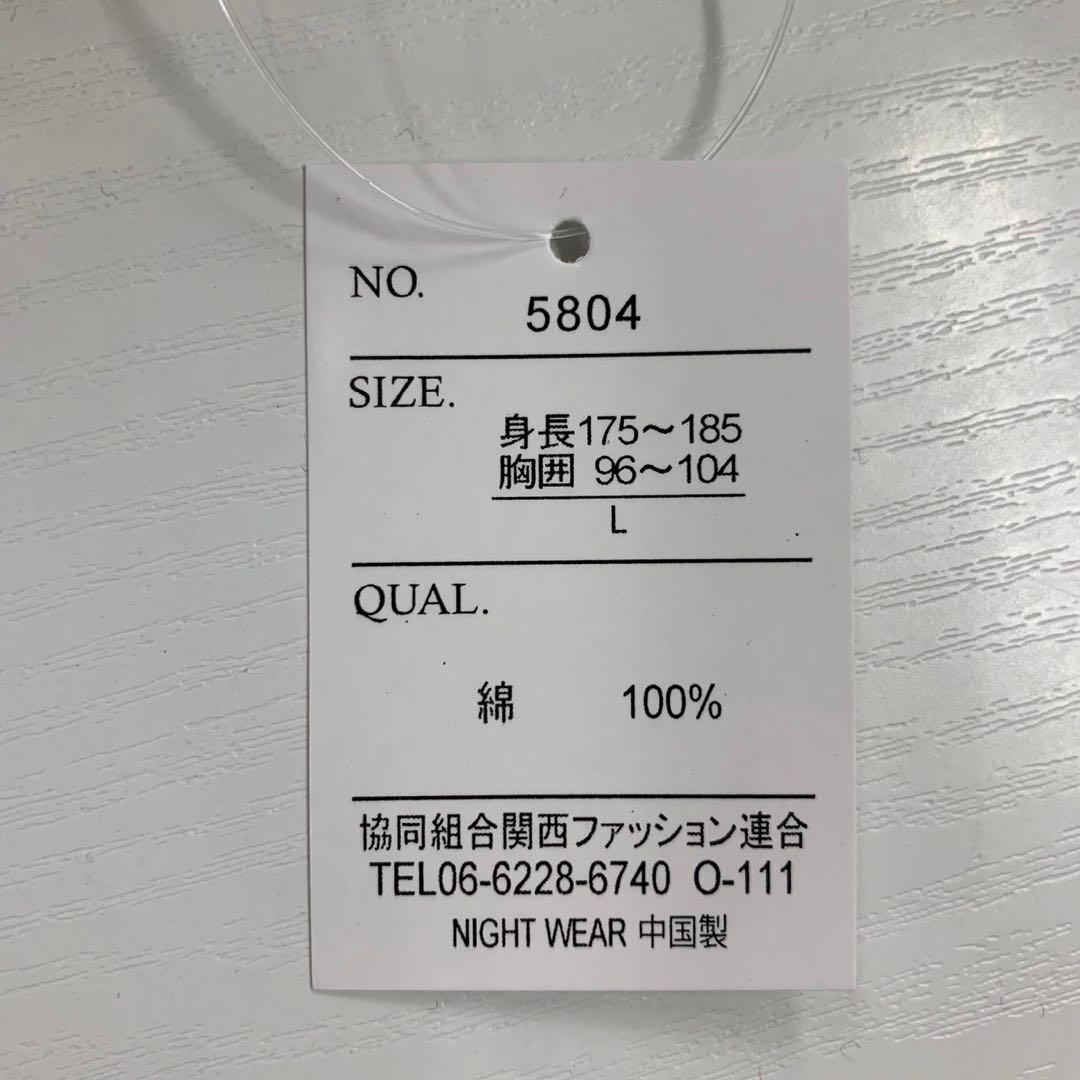 NO.
5804
SIZE.
身長175〜185
胸囲 96〜104
L
QUAL.
綿 100%
協同組合関西ファッション連合
TEL06-6228-6740 O-111
NIGHT WEAR 中国製